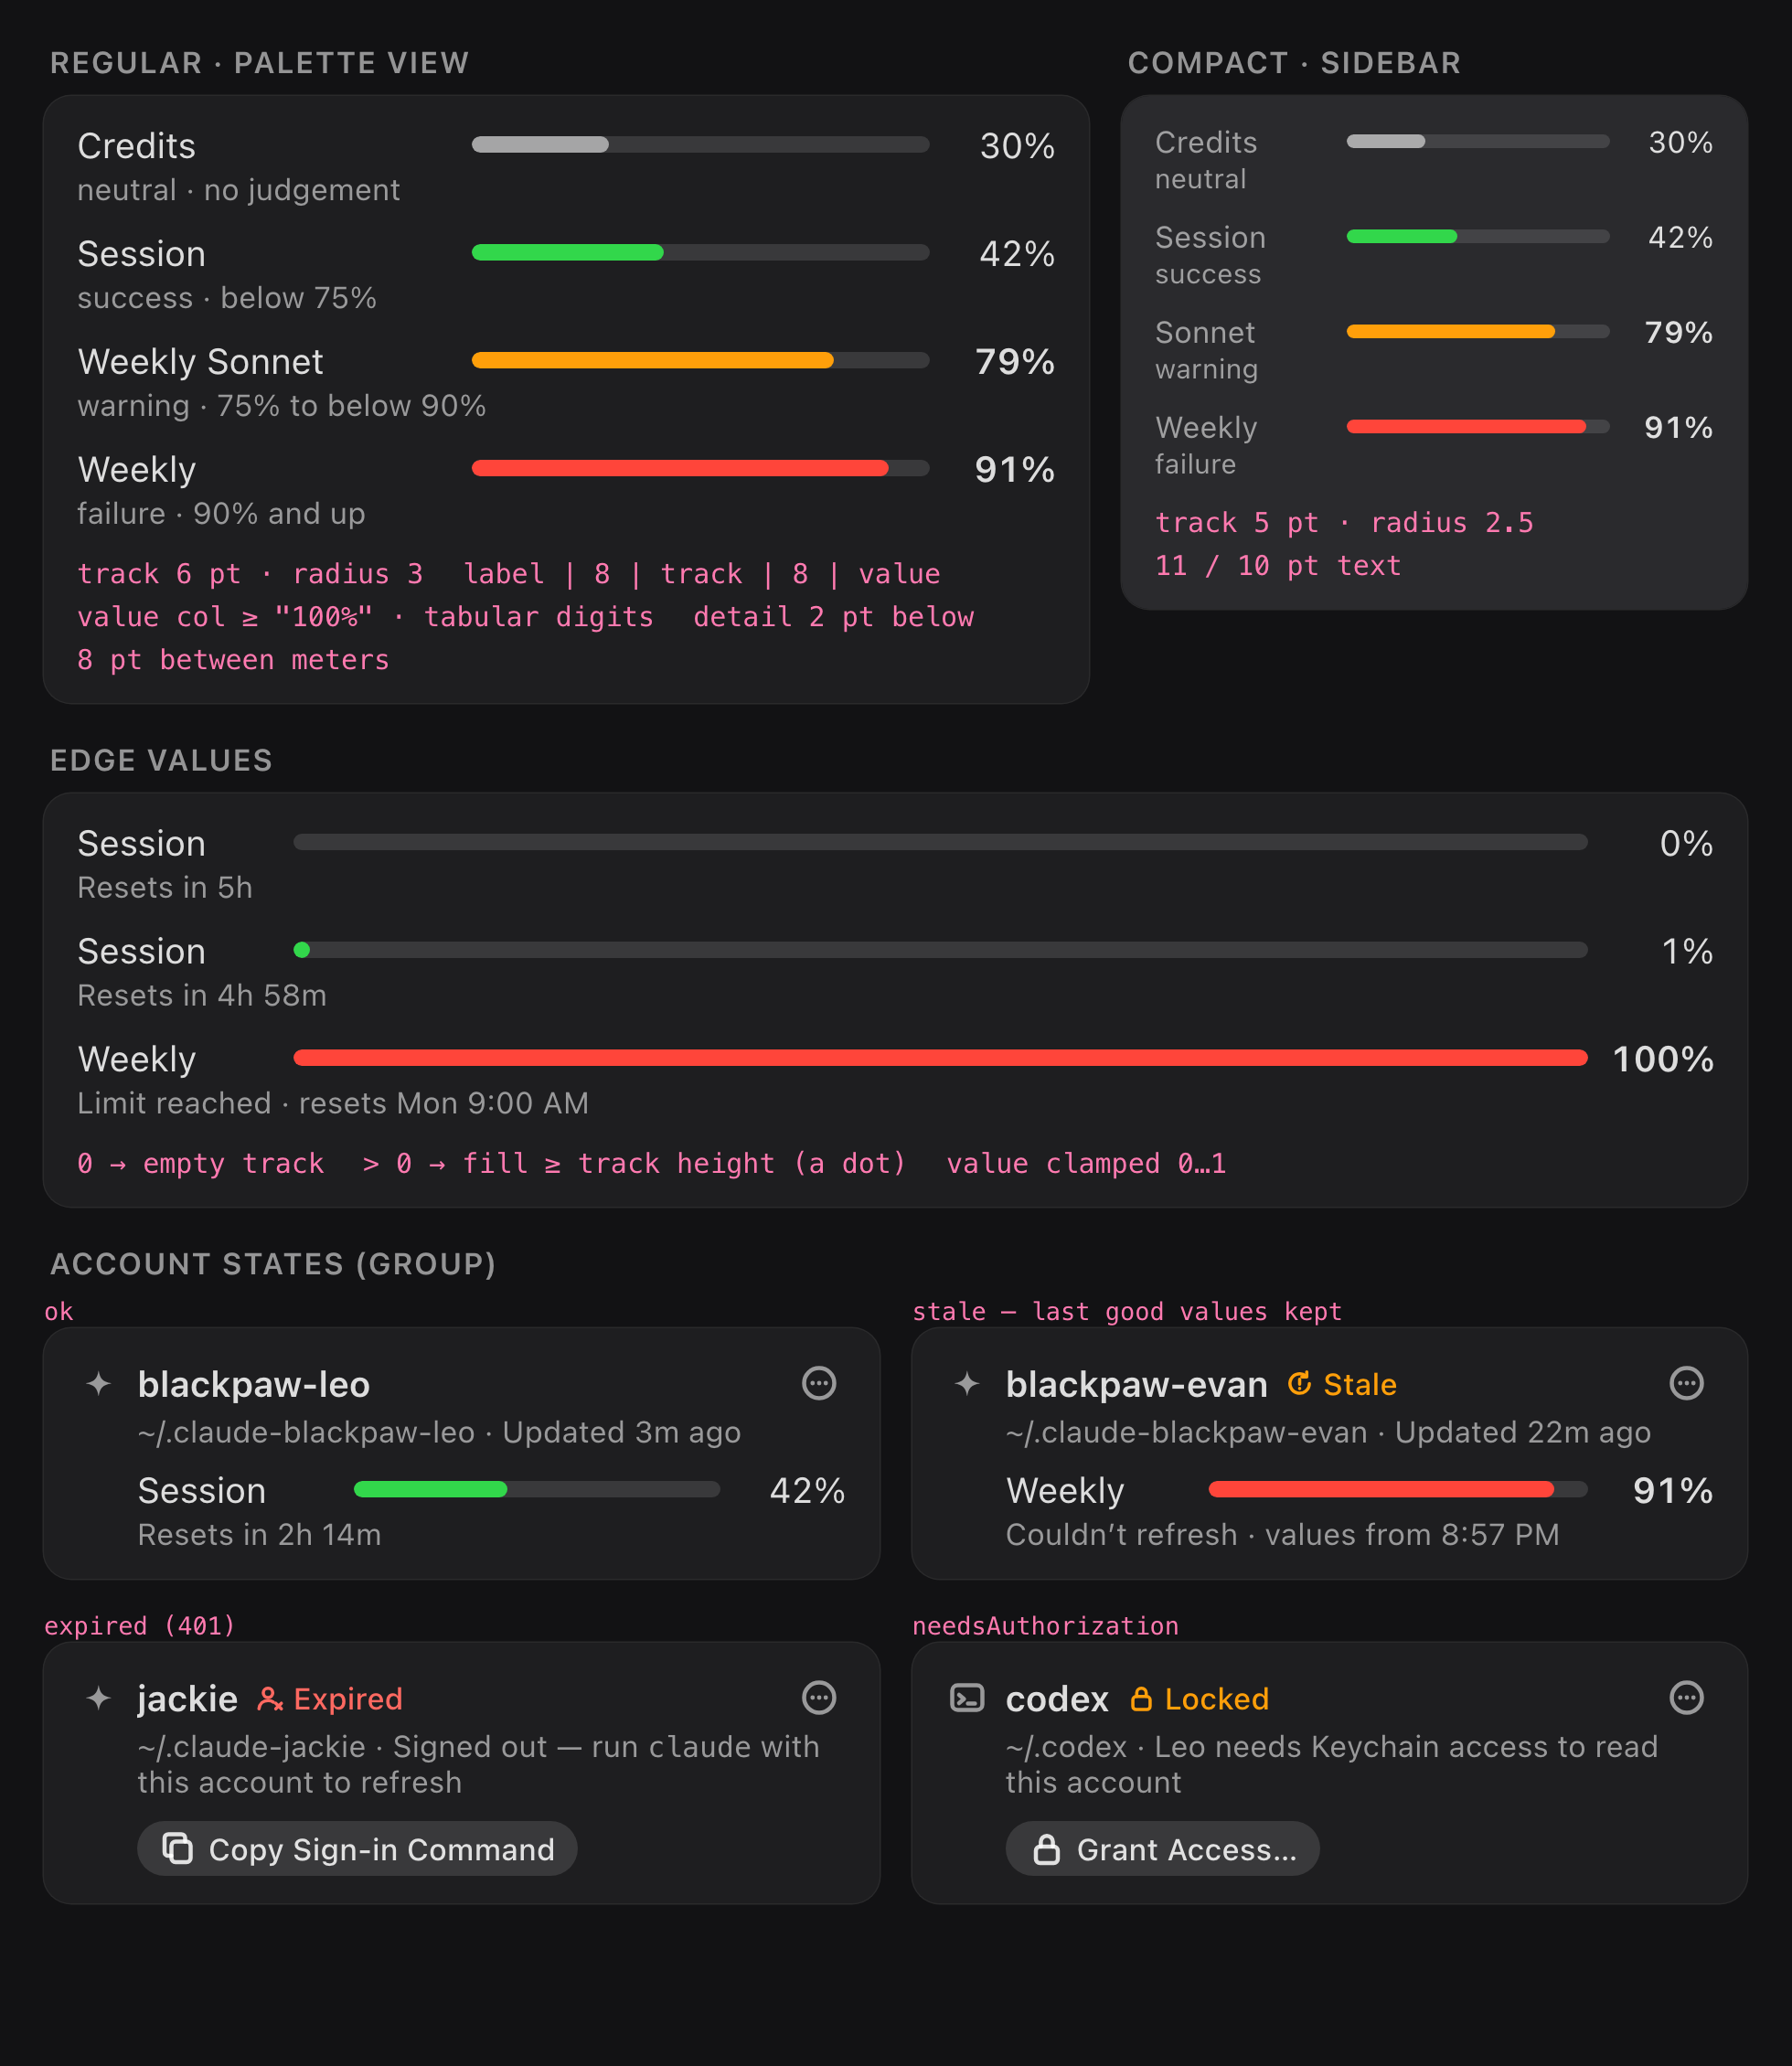 REGULAR · PALETTE VIEW
Credits 30%
neutral · no judgement
Session 42%
success · below 75%
Weekly Sonnet 79%
warning · 75% to below 90%
Weekly 91%
failure · 90% and up
track 6 pt · radius 3 label | 8 | track | 8 | value
value col ≥ "100%" · tabular digits detail 2 pt below
8 pt between meters
COMPACT · SIDEBAR
Credits 30%
neutral
Session 42%
success
Sonnet 79%
warning
Weekly 91%
failure
track 5 pt · radius 2.5
11 / 10 pt text
EDGE VALUES
Session 0%
Resets in 5h
Session 1%
Resets in 4h 58m
Weekly 100%
Limit reached · resets Mon 9:00 AM
0 → empty track > 0 → fill ≥ track height (a dot) value clamped 0…1
ACCOUNT STATES (GROUP)
ok
blackpaw-leo
~/.claude-blackpaw-leo · Updated 3m ago
Session 42%
Resets in 2h 14m
stale — last good values kept
blackpaw-evan Stale
~/.claude-blackpaw-evan · Updated 22m ago
Weekly 91%
Couldn’t refresh · values from 8:57 PM
expired (401)
jackie Expired
~/.claude-jackie · Signed out — run claude with
this account to refresh
Copy Sign-in Command
needsAuthorization
codex Locked
~/.codex · Leo needs Keychain access to read
this account
Grant Access…